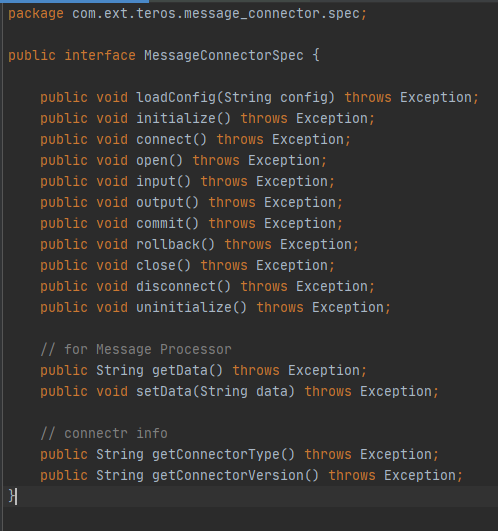 package com.ext.teros.message_connector.spec;
public interface MessageConnectorSpec {
public void loadConfig(String config) throws Exception;
public void initialize() throws Exception;
public void connect() throws Exception;
public void open() throws Exception;
public void input() throws Exception;
public void output() throws Exception;
public void commit() throws Exception;
public void rollback() throws Exception;
public void close() throws Exception;
public void disconnect() throws Exception;
public void uninitialize() throws Exception;
// for Message Processor
public String getData() throws Exception;
public void setData(String data) throws Exception;
// connectr info
public String getConnectorType() throws Exception;
public String getConnectorVersion() throws Exception;
}